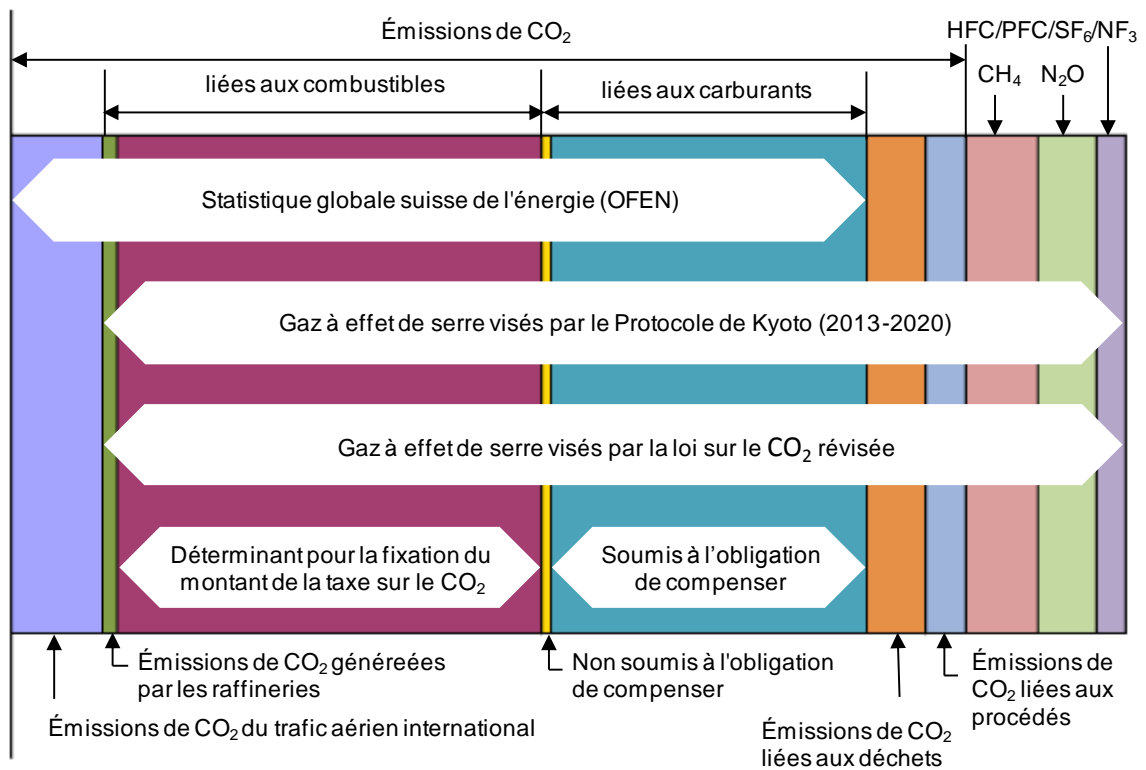 Émissions de CO₂
HFC/PFC/SF₆/NF₃
liées aux combustibles
liées aux carburants
CH₄
N₂O
Statistique globale suisse de l'énergie (OFEN)
Gaz à effet de serre visés par le Protocole de Kyoto (2013-2020)
Gaz à effet de serre visés par la loi sur le CO₂ révisée
Déterminant pour la fixation du
montant de la taxe sur le CO₂
Soumis à l’obligation
de compenser
Émissions de CO₂ généreées
par les raffineries
Non soumis à l'obligation
de compenser
Émissions de
CO₂ liées aux
procédés
Émissions de CO₂ du trafic aérien international
Émissions de CO₂
liées aux déchets